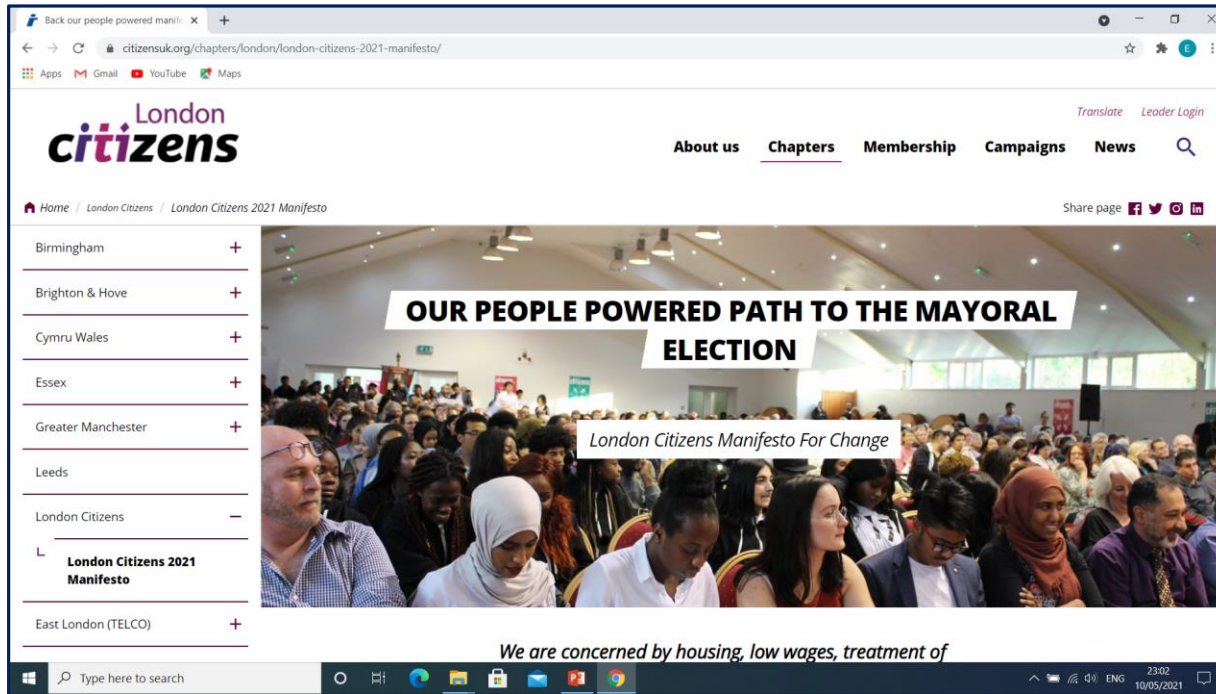 Back our people powered manif
citizensuk.org/chapters/london/london-citizens-2021-manifesto/
E
Apps Gmail YouTube Maps
London
citizens
Translate Leader Login
About us Chapters Membership Campaigns News
Home / London Citizens / London Citizens 2021 Manifesto
Share page
Birmingham +
Brighton & Hove +
Cymru Wales +
Essex +
Greater Manchester +
Leeds
London Citizens −
London Citizens 2021
Manifesto
East London (TELCO) +
OUR PEOPLE POWERED PATH TO THE MAYORAL
ELECTION
London Citizens Manifesto For Change
We are concerned by housing, low wages, treatment of
Type here to search
ENG
23:02
10/05/2021